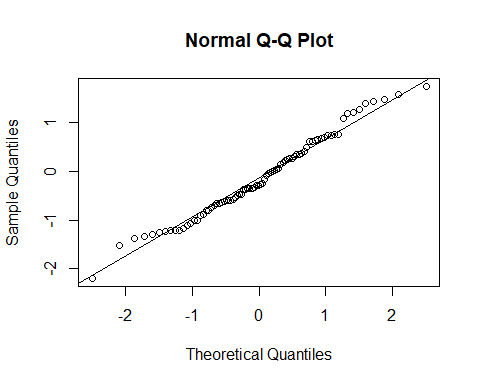 Normal Q-Q Plot
Sample Quantiles
1
0
-1
-2
-2 -1 0 1 2
Theoretical Quantiles